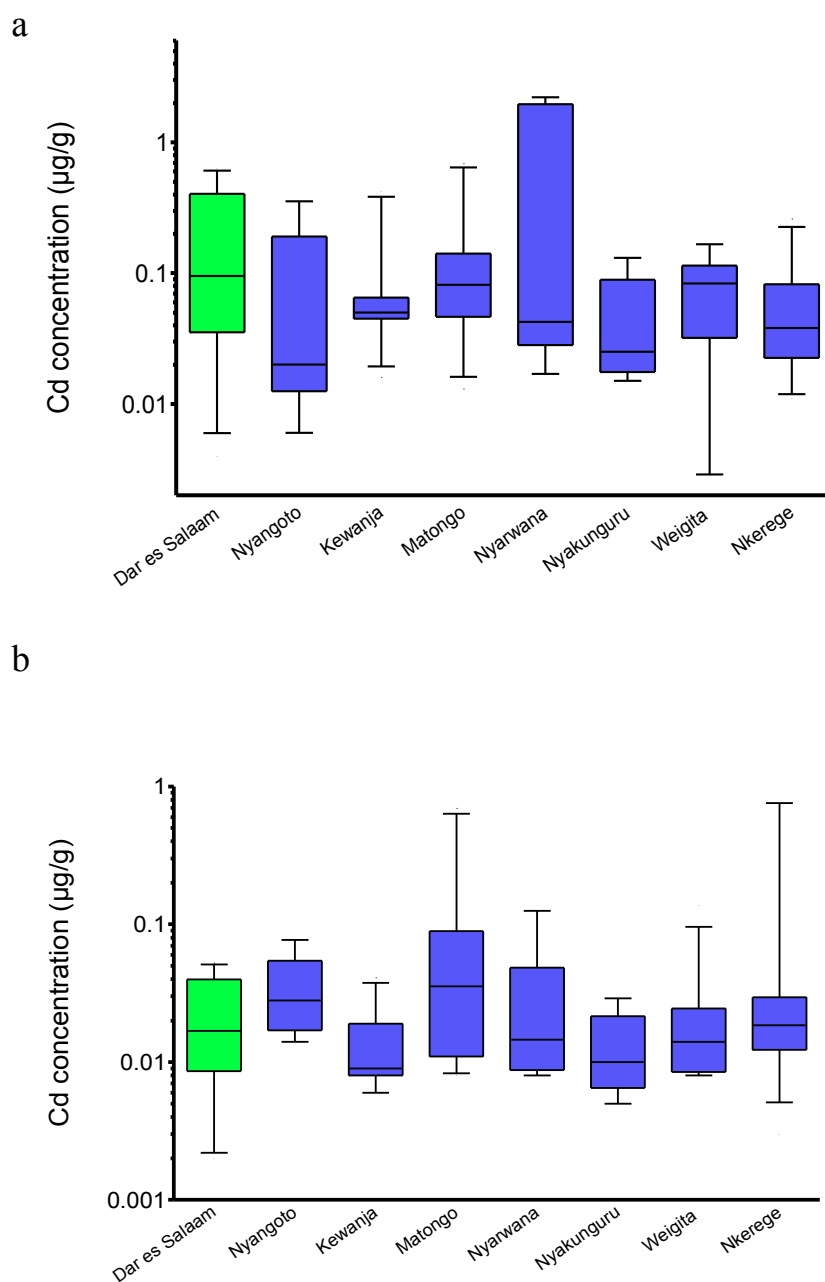 a
Cd concentration (µg/g)
1
0.1
0.01
Dar es Salaam
Nyangoto
Kewanja
Matongo
Nyarwana
Nyakunguru
Weigita
Nkerege
b
Cd concentration (µg/g)
1
0.1
0.01
0.001
Dar es Salaam
Nyangoto
Kewanja
Matongo
Nyarwana
Nyakunguru
Weigita
Nkerege